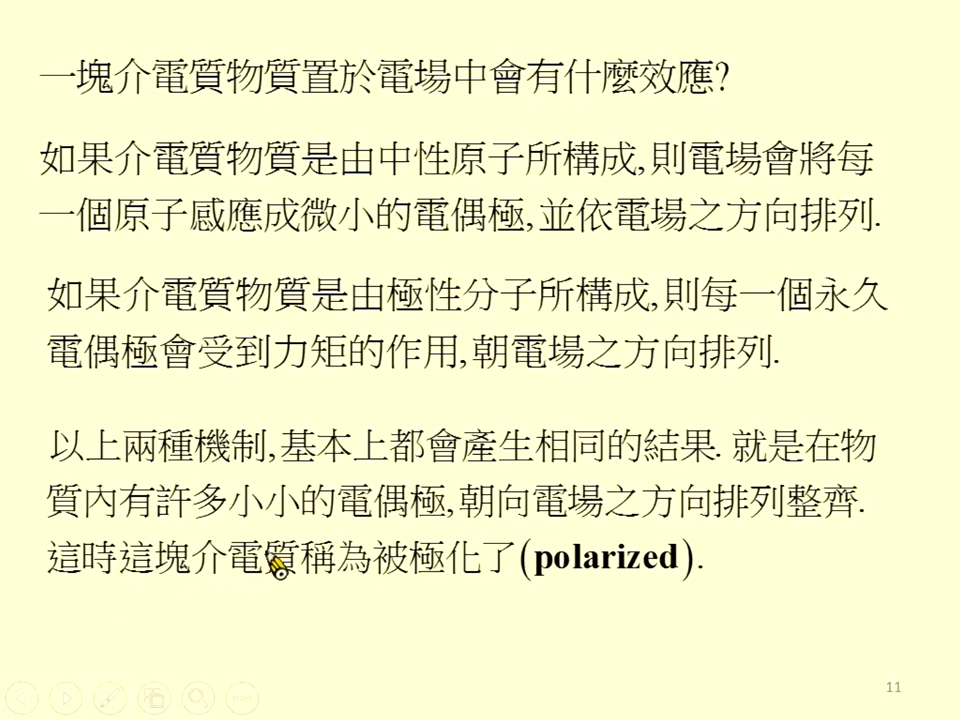 一塊介電質物質置於電場中會有什麼效應?
如果介電質物質是由中性原子所構成,則電場會將每
一個原子感應成微小的電偶極,並依電場之方向排列.
如果介電質物質是由極性分子所構成,則每一個永久
電偶極會受到力矩的作用,朝電場之方向排列.
以上兩種機制,基本上都會產生相同的結果. 就是在物
質內有許多小小的電偶極,朝向電場之方向排列整齊.
這時這塊介電質稱為被極化了(polarized).
11